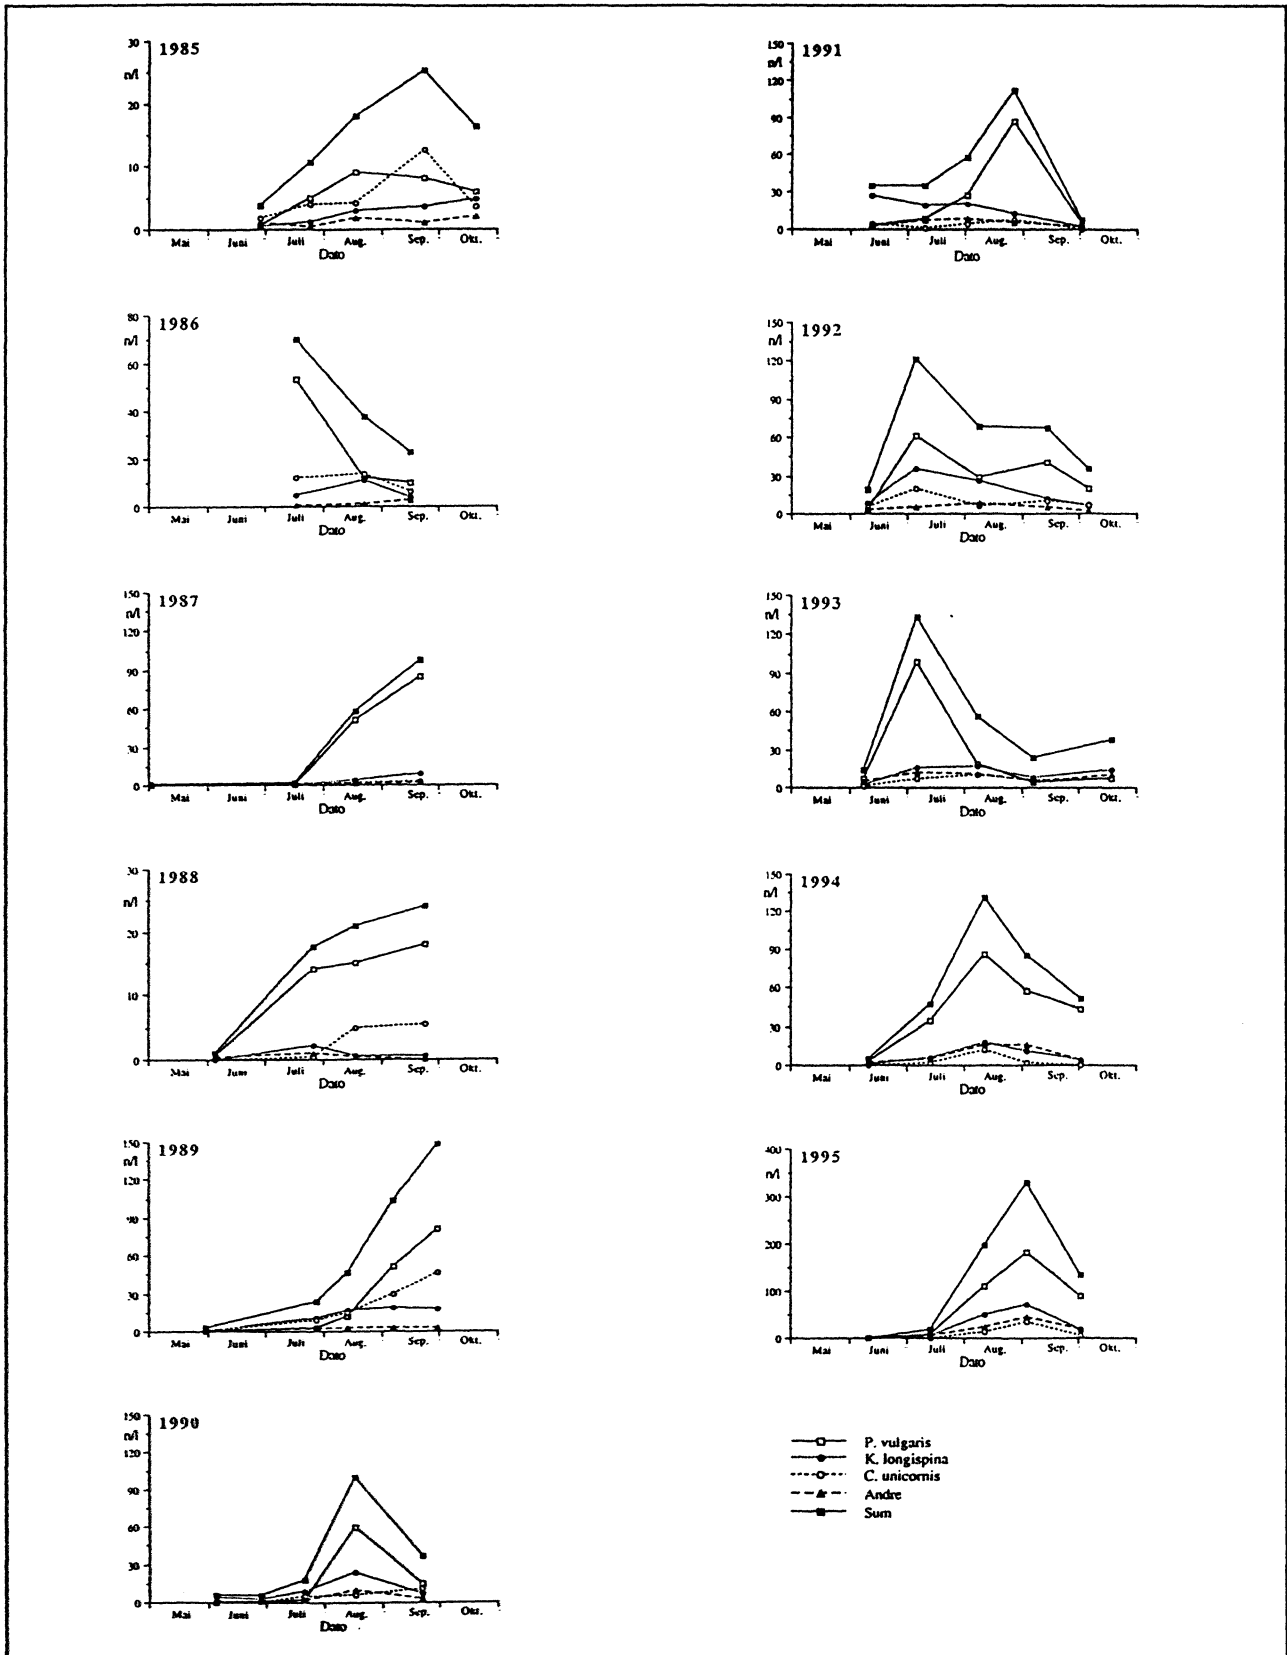 1985
30
n/l
20
10
0
Mai Juni Juli Aug. Sep. Okt.
Dato
1986
80
n/l
60
40
20
0
Mai Juni Juli Aug. Sep. Okt.
Dato
1987
150
n/l
120
90
60
30
0
Mai Juni Juli Aug. Sep. Okt.
Dato
1988
30
n/l
20
10
0
Mai Juni Juli Aug. Sep. Okt.
Dato
1989
150
n/l
120
90
60
30
0
Mai Juni Juli Aug. Sep. Okt.
Dato
1990
150
n/l
120
90
60
30
0
Mai Juni Juli Aug. Sep. Okt.
Dato
1991
150
n/l
120
90
60
30
0
Mai Juni Juli Aug. Sep. Okt.
Dato
1992
150
n/l
120
90
60
30
0
Mai Juni Juli Aug. Sep. Okt.
Dato
1993
150
n/l
120
90
60
30
0
Mai Juni Juli Aug. Sep. Okt.
Dato
1994
150
n/l
120
90
60
30
0
Mai Juni Juli Aug. Sep. Okt.
Dato
1995
400
n/l
300
200
100
0
Mai Juni Juli Aug. Sep. Okt.
Dato
P. vulgaris
K. longispina
C. unicornis
Andre
Sum